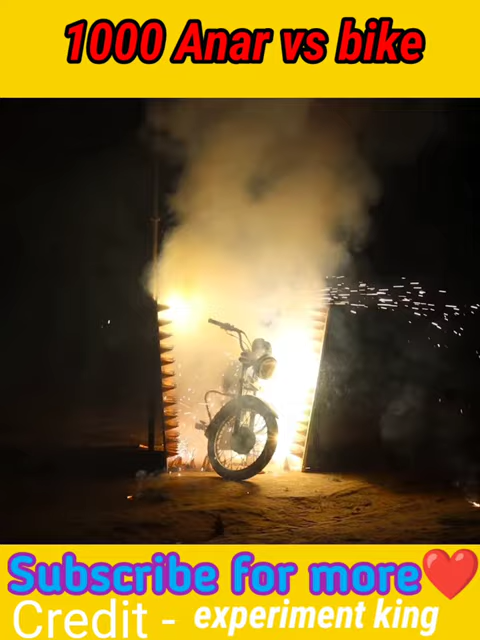 1000 Anar vs bike
Subscribe for more❤️
Credit - experiment king